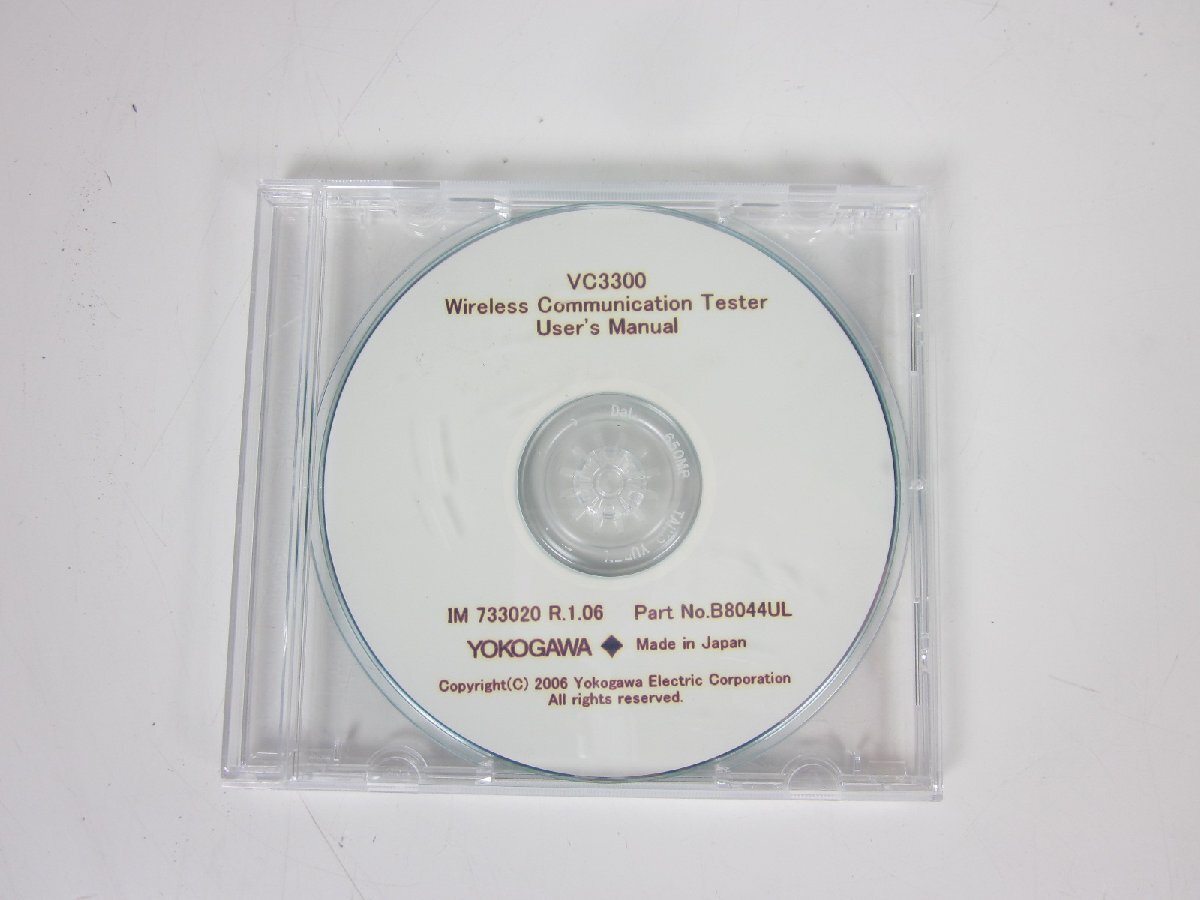 VC3300
Wireless Communication Tester
User's Manual
650MB
IM 733020 R.1.06 Part No.B8044UL
YOKOGAWA Made in Japan
Copyright(C) 2006 Yokogawa Electric Corporation
All rights reserved.